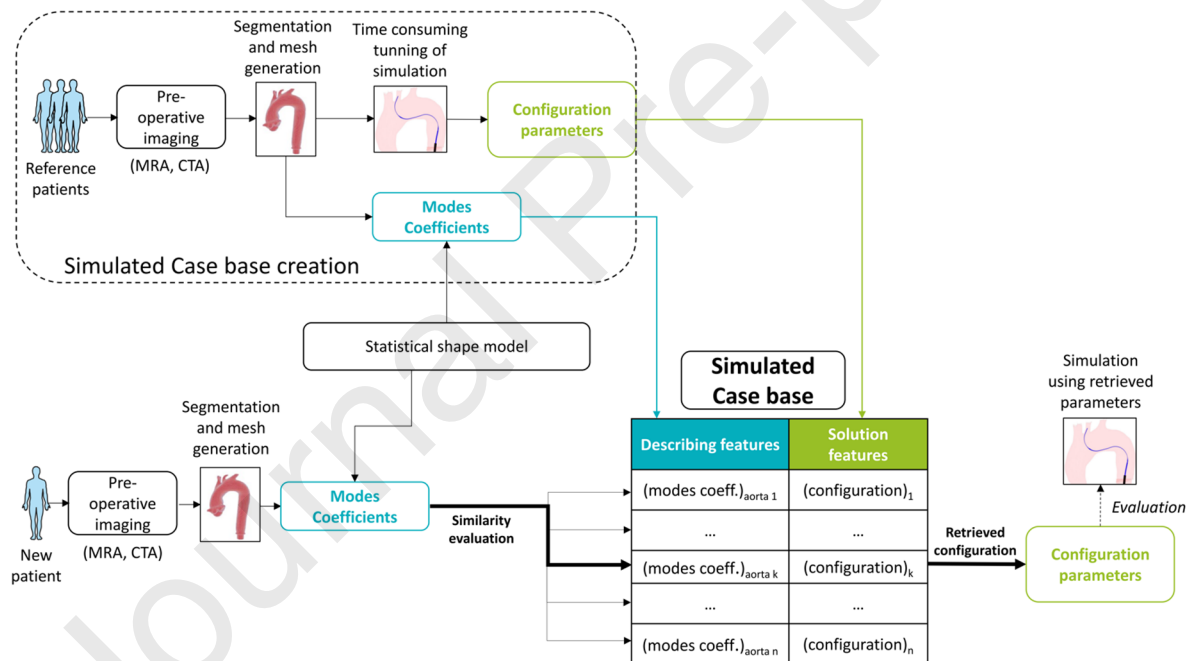 Segmentation
and mesh
generation
Time consuming
tunning of
simulation
Pre-
operative
imaging
(MRA, CTA)
Reference
patients
Configuration
parameters
Modes
Coefficients
Simulated Case base creation
Statistical shape model
Simulated
Case base
Segmentation
and mesh
generation
Pre-
operative
imaging
(MRA, CTA)
New
patient
Modes
Coefficients
Similarity
evaluation
Describing features
Solution
features
(modes coeff.)aorta 1
(configuration)1
...
...
(modes coeff.)aorta k
(configuration)k
...
...
(modes coeff.)aorta n
(configuration)n
Retrieved
configuration
Simulation
using retrieved
parameters
Evaluation
Configuration
parameters
Journal Pre-p